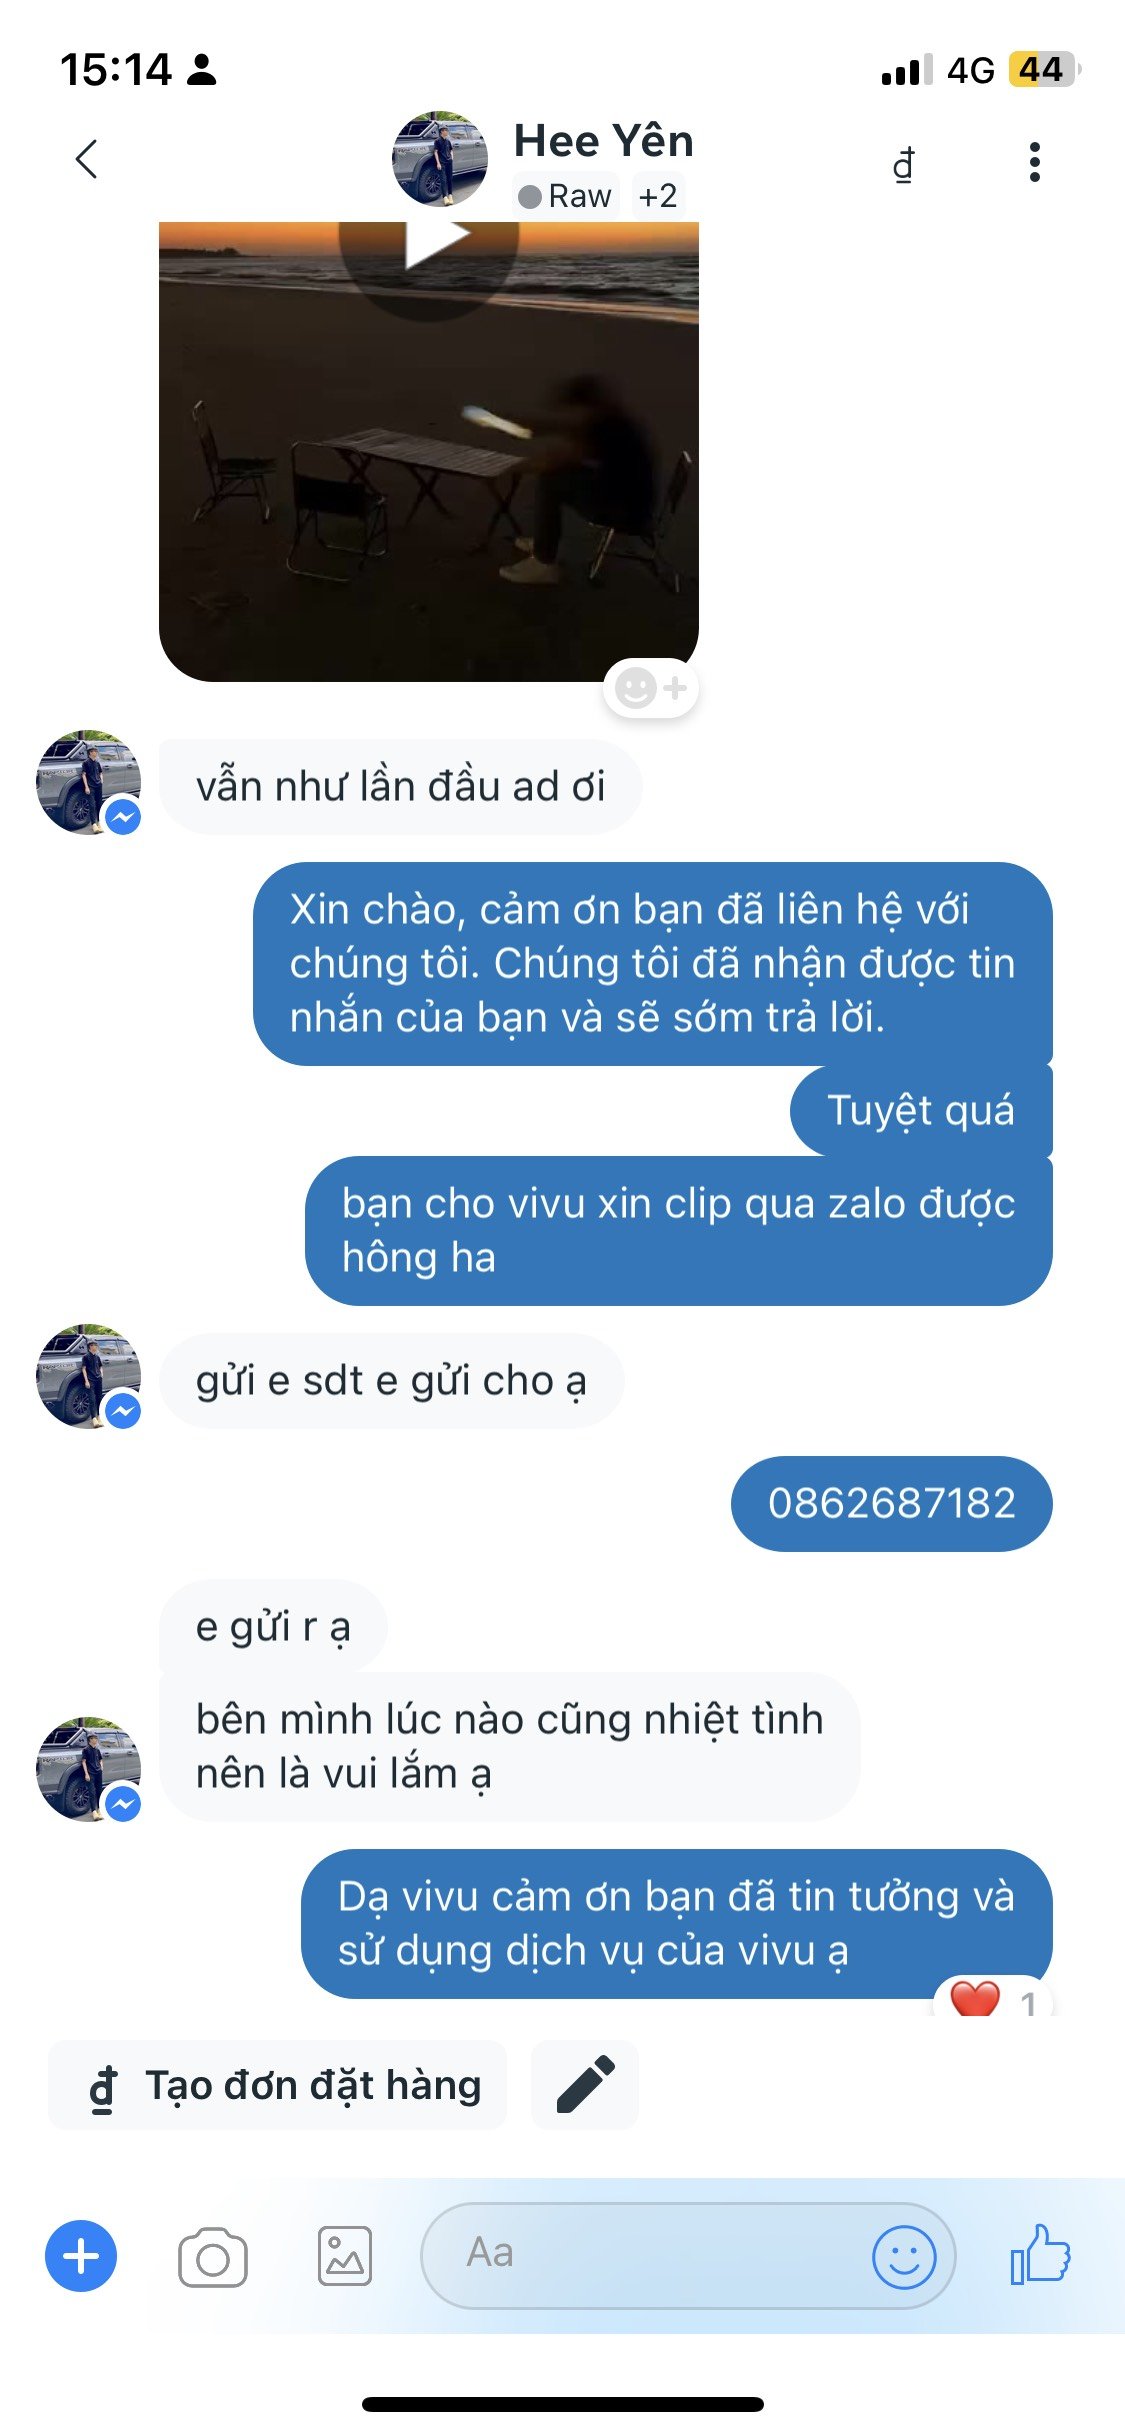 15:14
4G 44
Hee Yên
Raw +2
₫
vẫn như lần đầu ad ơi
Xin chào, cảm ơn bạn đã liên hệ với
chúng tôi. Chúng tôi đã nhận được tin
nhắn của bạn và sẽ sớm trả lời.
Tuyệt quá
bạn cho vivu xin clip qua zalo được
hông ha
gửi e sdt e gửi cho ạ
0862687182
e gửi r ạ
bên mình lúc nào cũng nhiệt tình
nên là vui lắm ạ
Dạ vivu cảm ơn bạn đã tin tưởng và
sử dụng dịch vụ của vivu ạ
1
₫ Tạo đơn đặt hàng
Aa